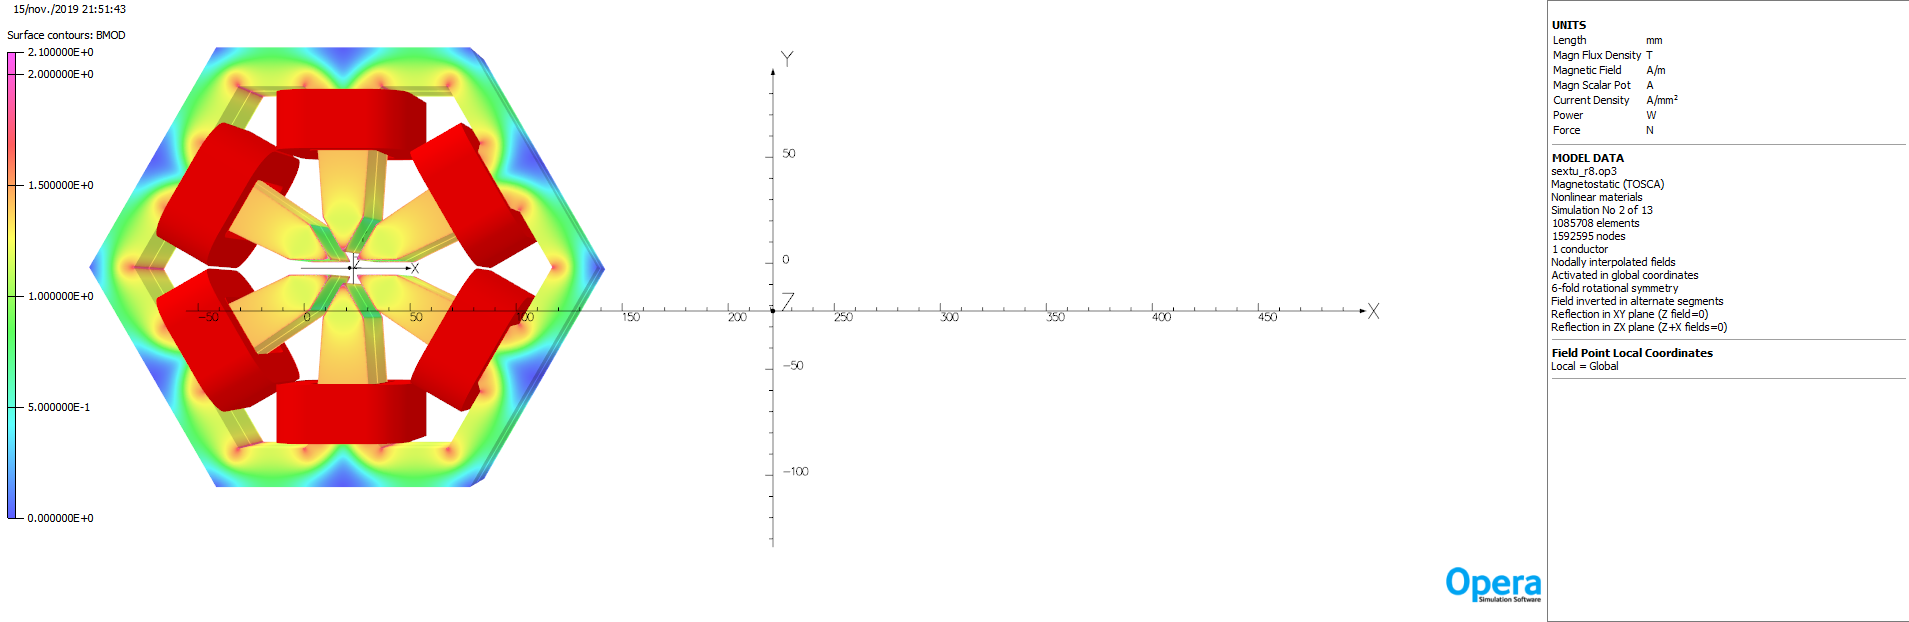 15/nov./2019 21:51:43
Surface contours: BMOD
2.100000E+0
2.000000E+0
1.500000E+0
1.000000E+0
5.000000E-1
0.000000E+0
Y
50
0
-50
-100
X
Z
-50 0 50 100 150 200 250 300 350 400 450
X
Z
Opera
Simulation Software
UNITS
Length mm
Magn Flux Density T
Magnetic Field A/m
Magn Scalar Pot A
Current Density A/mm²
Power W
Force N
MODEL DATA
sextu_r8.op3
Magnetostatic (TOSCA)
Nonlinear materials
Simulation No 2 of 13
1085708 elements
1592595 nodes
1 conductor
Nodally interpolated fields
Activated in global coordinates
6-fold rotational symmetry
Field inverted in alternate segments
Reflection in XY plane (Z field=0)
Reflection in ZX plane (Z+X fields=0)
Field Point Local Coordinates
Local = Global